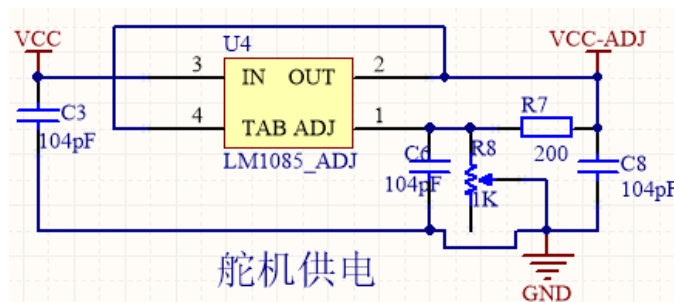 VCC
U4
VCC-ADJ
3 IN OUT 2
4 TAB ADJ 1
LM1085_ADJ
C3
104pF
C6
104pF
R8
1K
R7
200
C8
104pF
舵机供电
GND